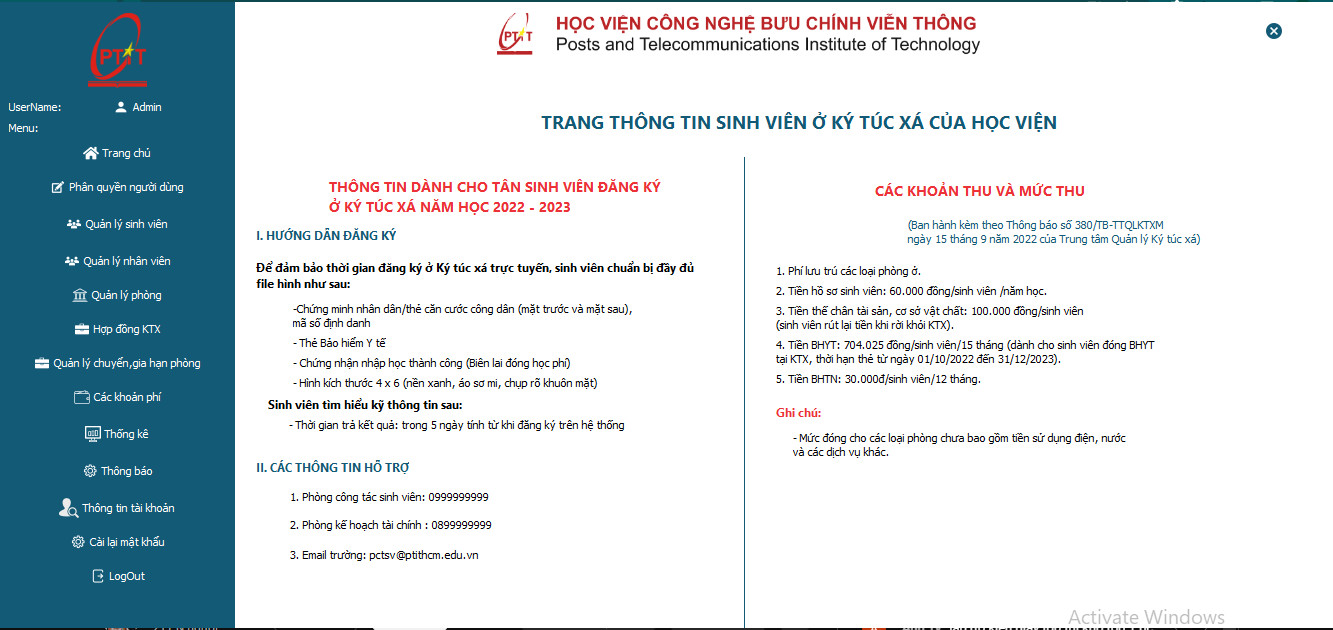 PTIT
UserName:
Admin
Menu:
Trang chủ
Phân quyền người dùng
Quản lý sinh viên
Quản lý nhân viên
Quản lý phòng
Hợp đồng KTX
Quản lý chuyển,gia hạn phòng
Các khoản phí
Thống kê
Thông báo
Thông tin tài khoản
Cài lại mật khẩu
LogOut
PTIT
HỌC VIỆN CÔNG NGHỆ BƯU CHÍNH VIỄN THÔNG
Posts and Telecommunications Institute of Technology
TRANG THÔNG TIN SINH VIÊN Ở KÝ TÚC XÁ CỦA HỌC VIỆN
THÔNG TIN DÀNH CHO TÂN SINH VIÊN ĐĂNG KÝ
Ở KÝ TÚC XÁ NĂM HỌC 2022 - 2023
I. HƯỚNG DẪN ĐĂNG KÝ
Để đảm bảo thời gian đăng ký ở Ký túc xá trực tuyến, sinh viên chuẩn bị đầy đủ
file hình như sau:
-Chứng minh nhân dân/thẻ căn cước công dân (mặt trước và mặt sau),
mã số định danh
- Thẻ Bảo hiểm Y tế
- Chứng nhận nhập học thành công (Biên lai đóng học phí)
- Hình kích thước 4 x 6 (nền xanh, áo sơ mi, chụp rõ khuôn mặt)
Sinh viên tìm hiểu kỹ thông tin sau:
- Thời gian trả kết quả: trong 5 ngày tính từ khi đăng ký trên hệ thống
II. CÁC THÔNG TIN HỖ TRỢ
1. Phòng công tác sinh viên: 0999999999
2. Phòng kế hoạch tài chính : 0899999999
3. Email trường: pctsv@ptithcm.edu.vn
CÁC KHOẢN THU VÀ MỨC THU
(Ban hành kèm theo Thông báo số 380/TB-TTQLKTXM
ngày 15 tháng 9 năm 2022 của Trung tâm Quản lý Ký túc xá)
1. Phí lưu trú các loại phòng ở.
2. Tiền hồ sơ sinh viên: 60.000 đồng/sinh viên /năm học.
3. Tiền thế chân tài sản, cơ sở vật chất: 100.000 đồng/sinh viên
(sinh viên rút lại tiền khi rời khỏi KTX).
4. Tiền BHYT: 704.025 đồng/sinh viên/15 tháng (dành cho sinh viên đóng BHYT
tại KTX, thời hạn thẻ từ ngày 01/10/2022 đến 31/12/2023).
5. Tiền BHTN: 30.000đ/sinh viên/12 tháng.
Ghi chú:
- Mức đóng cho các loại phòng chưa bao gồm tiền sử dụng điện, nước
và các dịch vụ khác.
Activate Windows